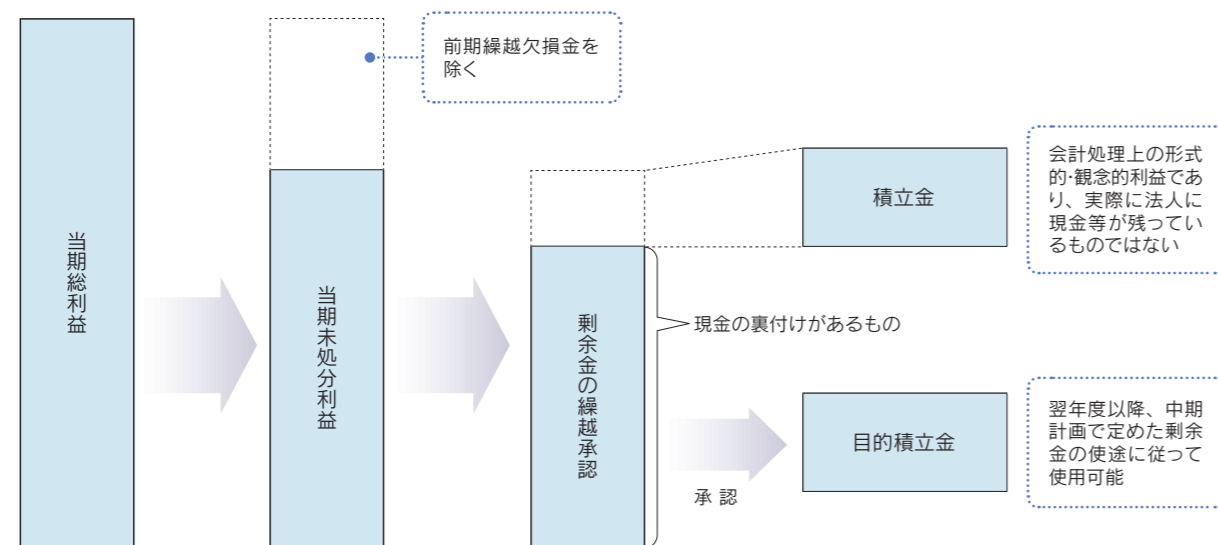 当期総利益
当期未処分利益
前期繰越欠損金を
除く
剰余金の繰越承認
現金の裏付けがあるもの
承 認
積立金
会計処理上の形式
的・観念的利益であ
り、実際に法人に
現金等が残ってい
るものではない
目的積立金
翌年度以降、中期
計画で定めた剰余
金の使途に従って
使用可能